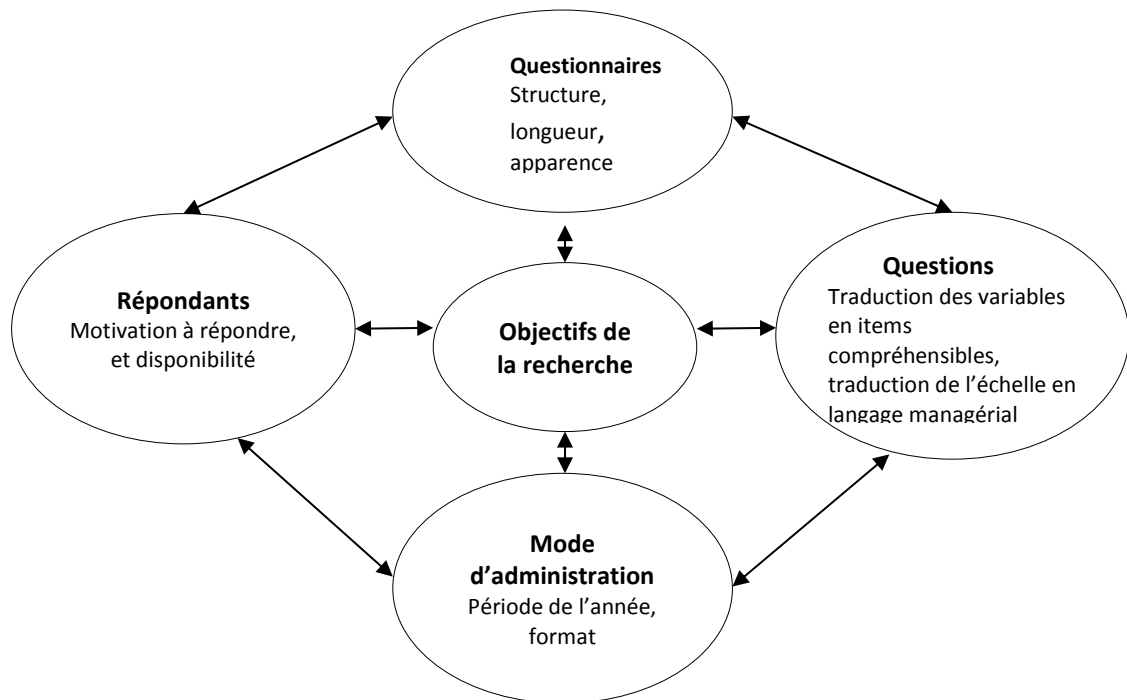 Questionnaires
Structure,
longueur,
apparence
Répondants
Motivation à répondre,
et disponibilité
Objectifs de
la recherche
Questions
Traduction des variables
en items
compréhensibles,
traduction de l’échelle en
langage managérial
Mode
d’administration
Période de l’année,
format